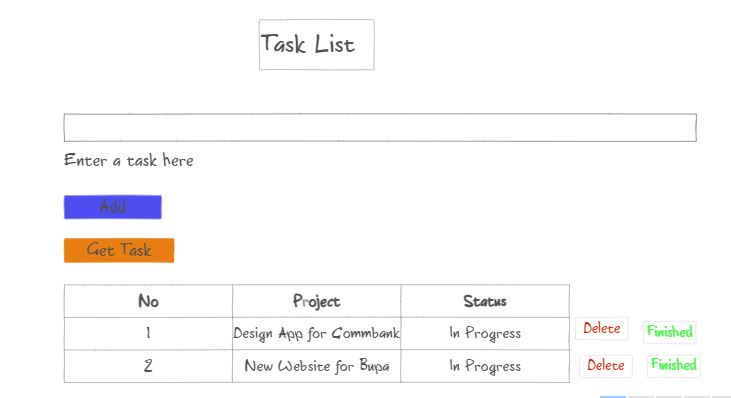 Task List
Enter a task here
Add
Get Task
No Project Status
1 Design App for Commbank In Progress Delete Finished
2 New Website for Bupa In Progress Delete Finished